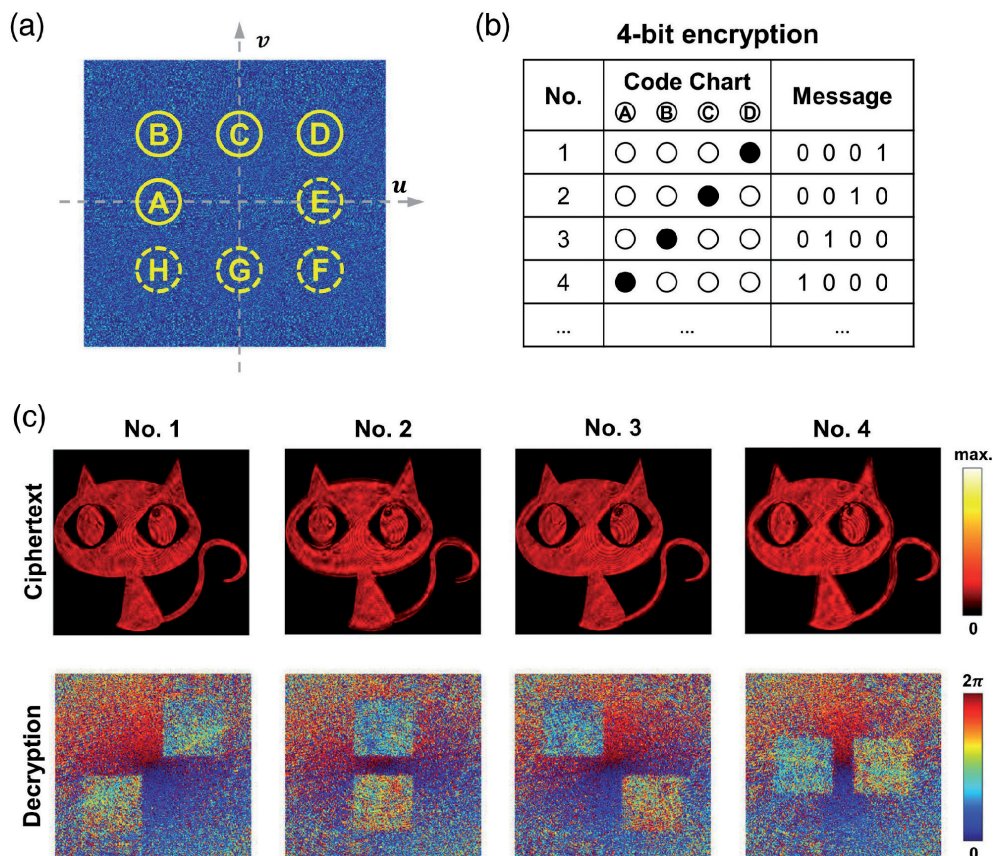 (a)
v
B C D
A E
u
H G F
(b)
4-bit encryption
No. Code Chart Message
A B C D
1 0 0 0 1
2 0 0 1 0
3 0 1 0 0
4 1 0 0 0
... ... ...
(c)
No. 1 No. 2 No. 3 No. 4
Ciphertext
max.
0
Decryption
2π
0